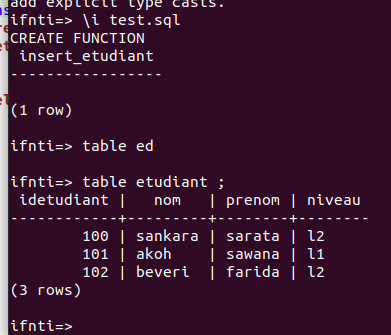 add explicit type casts.
ifnti=> \i test.sql
CREATE FUNCTION
 insert_etudiant
-----------------

(1 row)

ifnti=> table ed

ifnti=> table etudiant ;
 idetudiant |   nom   | prenom | niveau
------------+---------+--------+--------
        100 | sankara | sarata | l2
        101 | akoh    | sawana | l1
        102 | beveri  | farida | l2
(3 rows)

ifnti=>